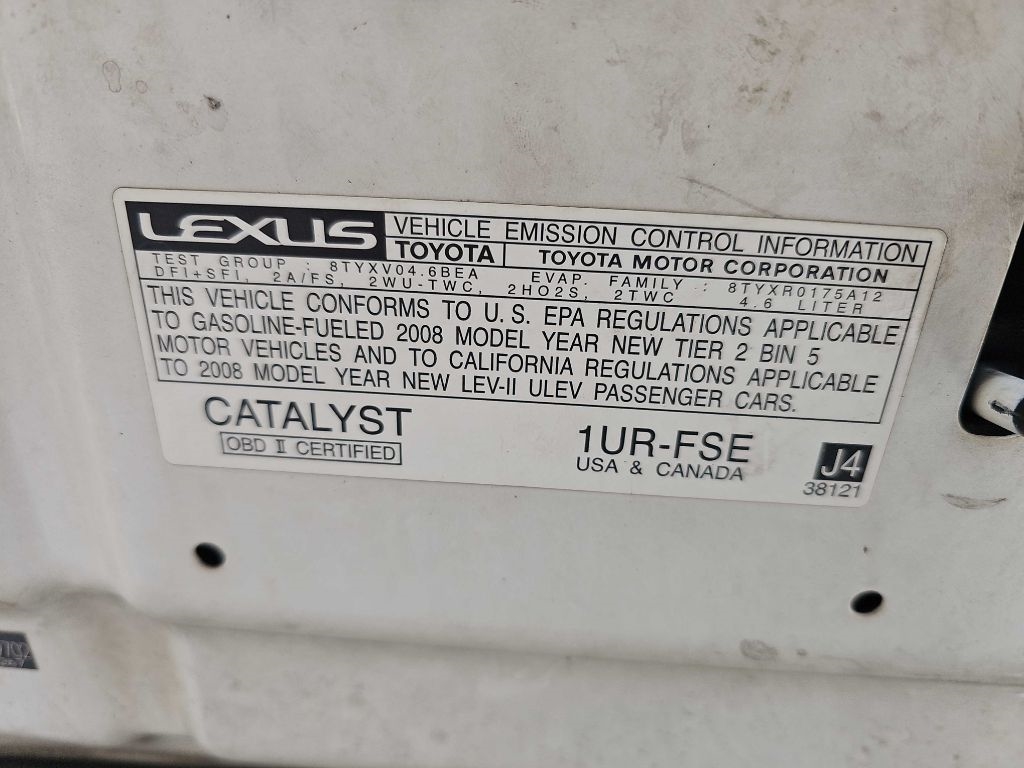 LEXUS VEHICLE EMISSION CONTROL INFORMATION
TOYOTA TOYOTA MOTOR CORPORATION
TEST GROUP : 8TYXV04.6BEA EVAP. FAMILY : 8TYXR0175A12
DFI+SFI, 2A/FS, 2WU-TWC, 2HO2S, 2TWC 4.6 LITER
THIS VEHICLE CONFORMS TO U.S. EPA REGULATIONS APPLICABLE
TO GASOLINE-FUELED 2008 MODEL YEAR NEW TIER 2 BIN 5
MOTOR VEHICLES AND TO CALIFORNIA REGULATIONS APPLICABLE
TO 2008 MODEL YEAR NEW LEV-II ULEV PASSENGER CARS.
CATALYST
OBD II CERTIFIED
1UR-FSE
USA & CANADA
J4
38121